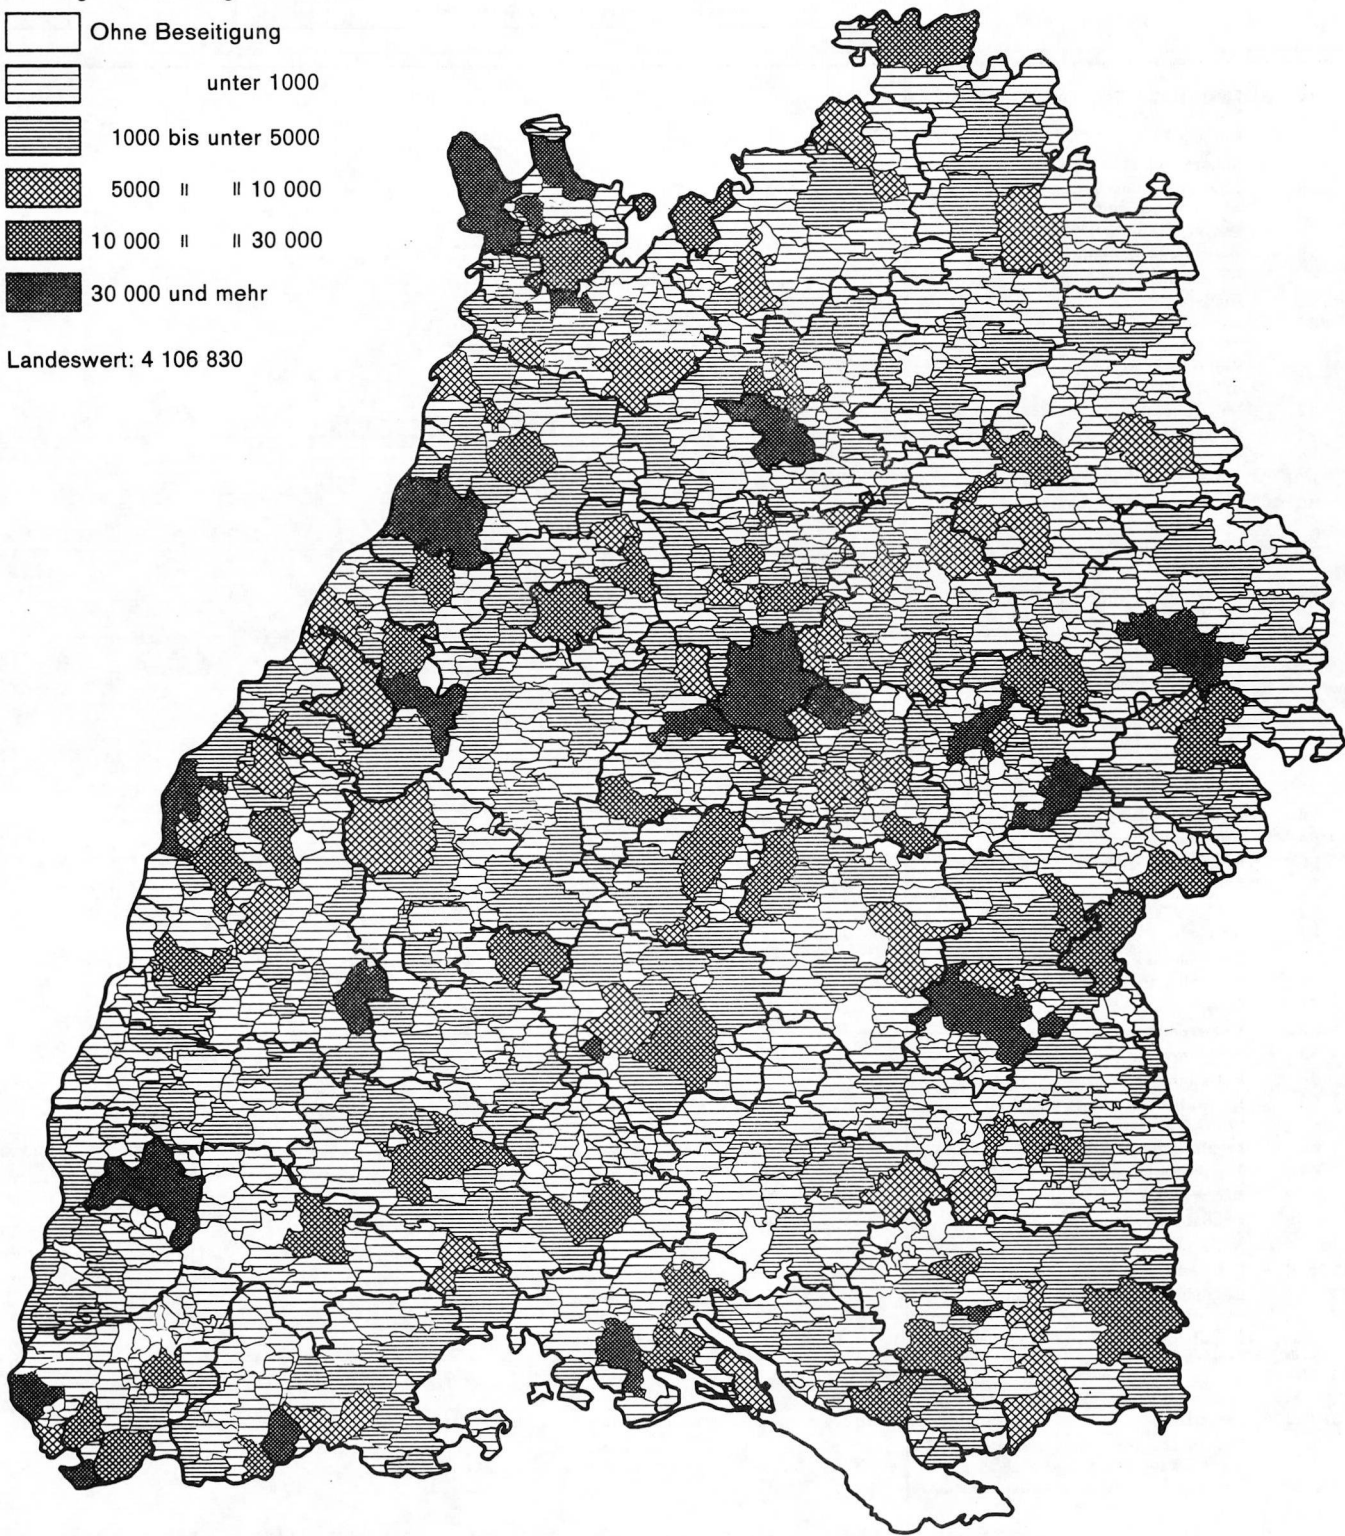 Ohne Beseitigung
unter 1000
1000 bis unter 5000
5000 " " 10 000
10 000 " " 30 000
30 000 und mehr
Landeswert: 4 106 830